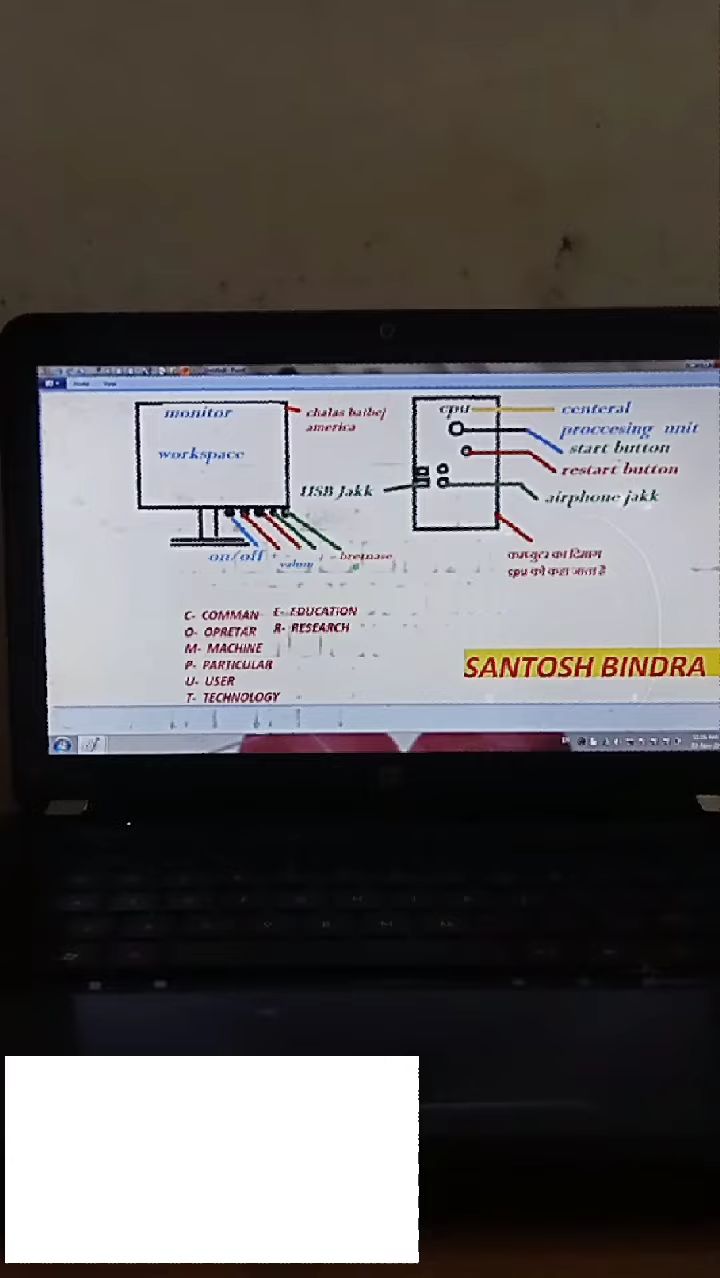 monitor
workspace
chalas babbej
america
on/off
cpu
centeral
proccesing unit
start button
restart button
airphone jakk
USB Jakk
कम्प्युटर का दिमाग
cpu को कहा जाता है
C- COMMAN
E- EDUCATION
O- OPRETAR
R- RESEARCH
M- MACHINE
P- PARTICULAR
U- USER
T- TECHNOLOGY
SANTOSH BINDRA